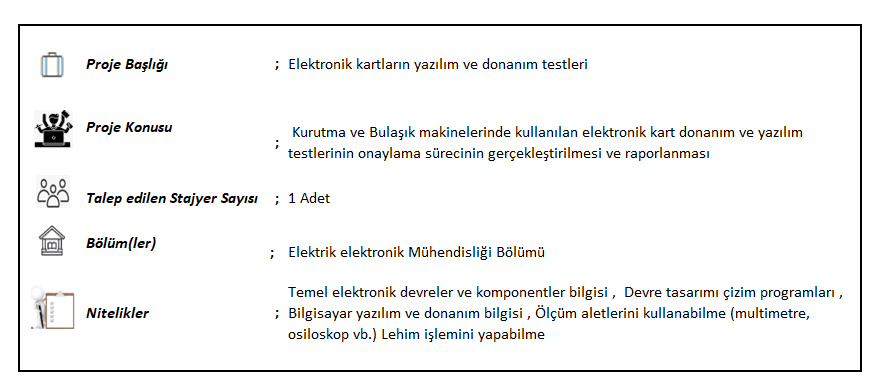 Proje Başlığı ; Elektronik kartların yazılım ve donanım testleri
Proje Konusu ; Kurutma ve Bulaşık makinelerinde kullanılan elektronik kart donanım ve yazılım
testlerinin onaylama sürecinin gerçekleştirilmesi ve raporlanması
Talep edilen Stajyer Sayısı ; 1 Adet
Bölüm(ler) ; Elektrik elektronik Mühendisliği Bölümü
Nitelikler ; Temel elektronik devreler ve komponentler bilgisi , Devre tasarımı çizim programları ,
Bilgisayar yazılım ve donanım bilgisi , Ölçüm aletlerini kullanabilme (multimetre,
osiloskop vb.) Lehim işlemini yapabilme